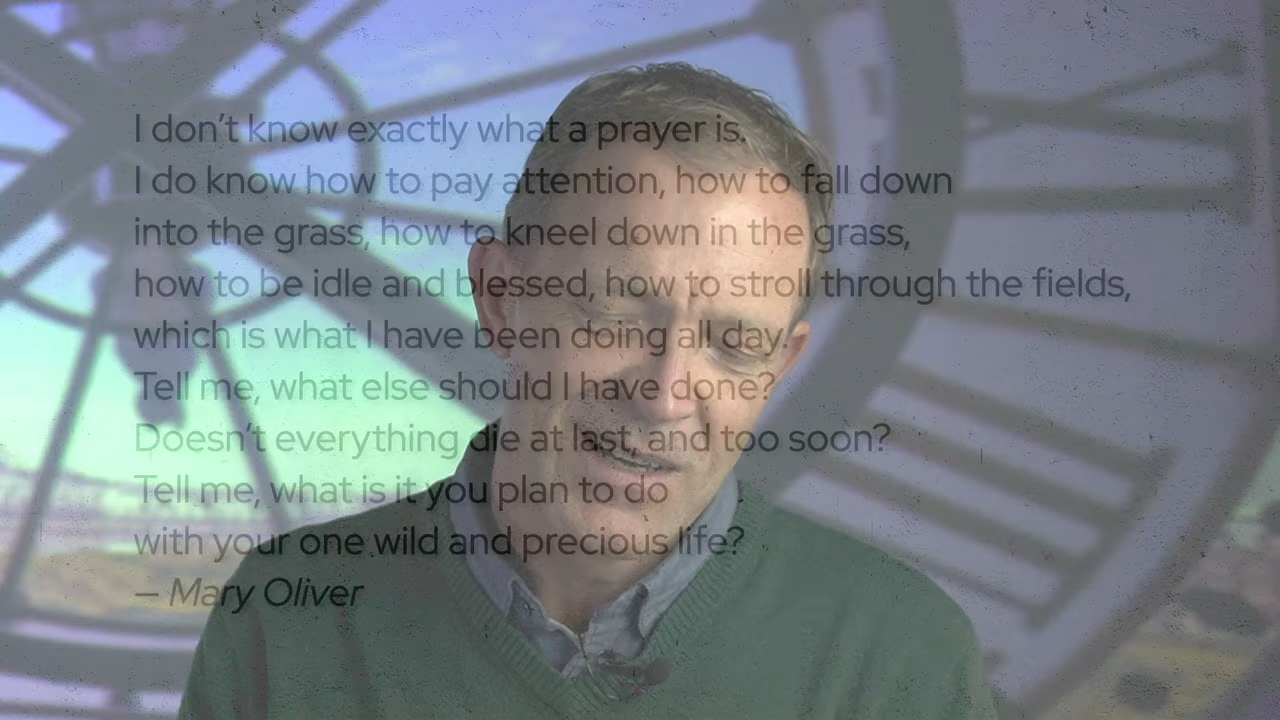 I don't know exactly what a prayer is.
I do know how to pay attention, how to fall down
into the grass, how to kneel down in the grass,
how to be idle and blessed, how to stroll through the fields,
which is what I have been doing all day.
Tell me, what else should I have done?
Doesn't everything die at last, and too soon?
Tell me, what is it you plan to do
with your one wild and precious life?
— Mary Oliver